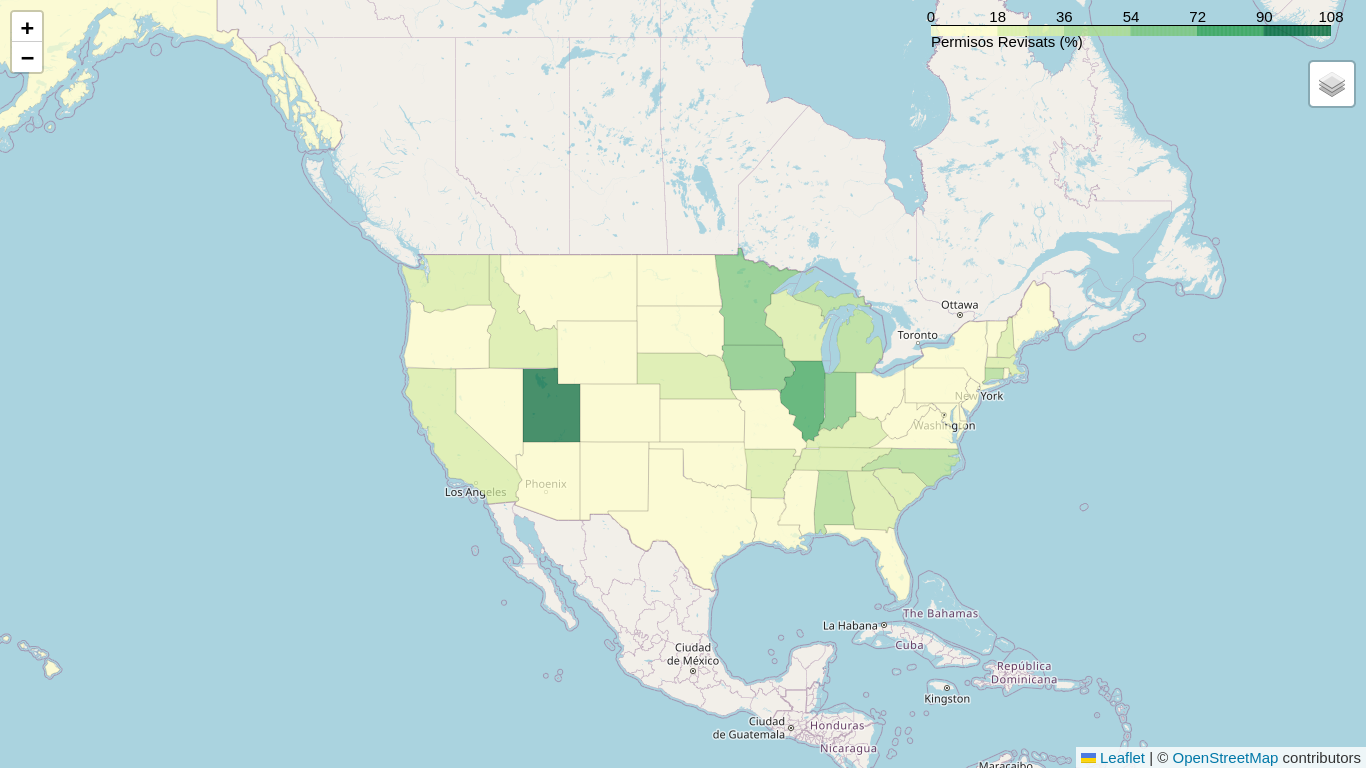 +
−
0 18 36 54 72 90 108
Permisos Revisats (%)
Ottawa
Toronto
New York
Washington
Los Angeles
Phoenix
The Bahamas
La Habana
Cuba
Ciudad
de México
República
Dominicana
Kingston
Ciudad
de Guatemala
Honduras
Nicaragua
Maracaibo
Leaflet | © OpenStreetMap contributors